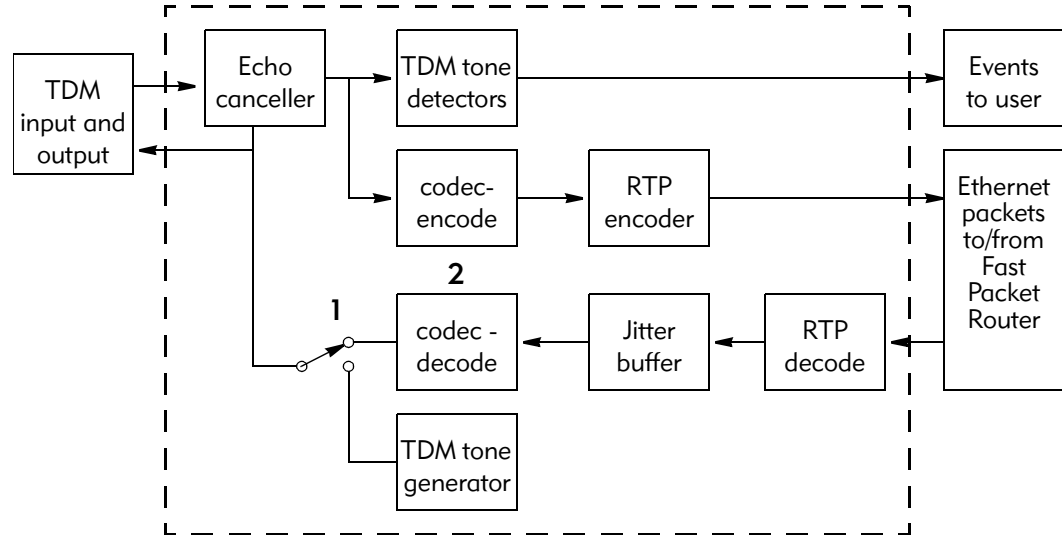 TDM
input and
output
Echo
canceller
TDM tone
detectors
Events
to user
codec-
encode
RTP
encoder
Ethernet
packets
to/from
Fast
Packet
Router
1
2
codec -
decode
Jitter
buffer
RTP
decode
TDM tone
generator